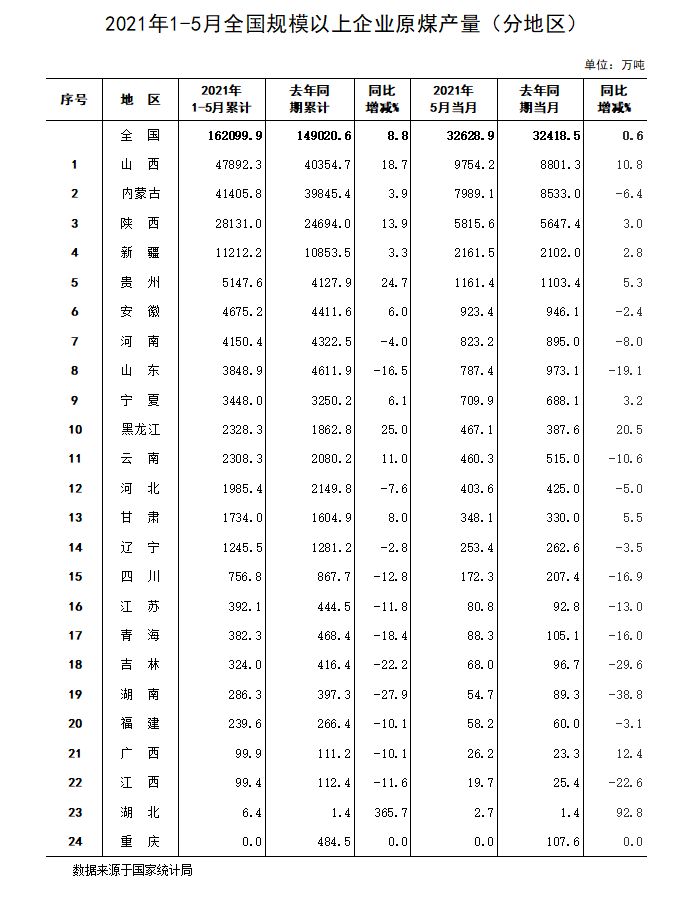 2021年1-5月全国规模以上企业原煤产量（分地区）
单位：万吨
序号 地 区 2021年1-5月累计 去年同期累计 同比增减% 2021年5月当月 去年同期当月 同比增减%
全 国 162099.9 149020.6 8.8 32628.9 32418.5 0.6
1 山 西 47892.3 40354.7 18.7 9754.2 8801.3 10.8
2 内蒙古 41405.8 39845.4 3.9 7989.1 8533.0 -6.4
3 陕 西 28131.0 24694.0 13.9 5815.6 5647.4 3.0
4 新 疆 11212.2 10853.5 3.3 2161.5 2102.0 2.8
5 贵 州 5147.6 4127.9 24.7 1161.4 1103.4 5.3
6 安 徽 4675.2 4411.6 6.0 923.4 946.1 -2.4
7 河 南 4150.4 4322.5 -4.0 823.2 895.0 -8.0
8 山 东 3848.9 4611.9 -16.5 787.4 973.1 -19.1
9 宁 夏 3448.0 3250.2 6.1 709.9 688.1 3.2
10 黑龙江 2328.3 1862.8 25.0 467.1 387.6 20.5
11 云 南 2308.3 2080.2 11.0 460.3 515.0 -10.6
12 河 北 1985.4 2149.8 -7.6 403.6 425.0 -5.0
13 甘 肃 1734.0 1604.9 8.0 348.1 330.0 5.5
14 辽 宁 1245.5 1281.2 -2.8 253.4 262.6 -3.5
15 四 川 756.8 867.7 -12.8 172.3 207.4 -16.9
16 江 苏 392.1 444.5 -11.8 80.8 92.8 -13.0
17 青 海 382.3 468.4 -18.4 88.3 105.1 -16.0
18 吉 林 324.0 416.4 -22.2 68.0 96.7 -29.6
19 湖 南 286.3 397.3 -27.9 54.7 89.3 -38.8
20 福 建 239.6 266.4 -10.1 58.2 60.0 -3.1
21 广 西 99.9 111.2 -10.1 26.2 23.3 12.4
22 江 西 99.4 112.4 -11.6 19.7 25.4 -22.6
23 湖 北 6.4 1.4 365.7 2.7 1.4 92.8
24 重 庆 0.0 484.5 0.0 0.0 107.6 0.0
数据来源于国家统计局